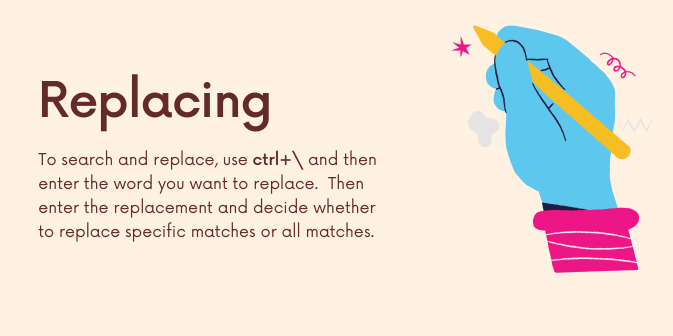 Replacing
To search and replace, use ctrl+\ and then
enter the word you want to replace.  Then
enter the replacement and decide whether
to replace specific matches or all matches.